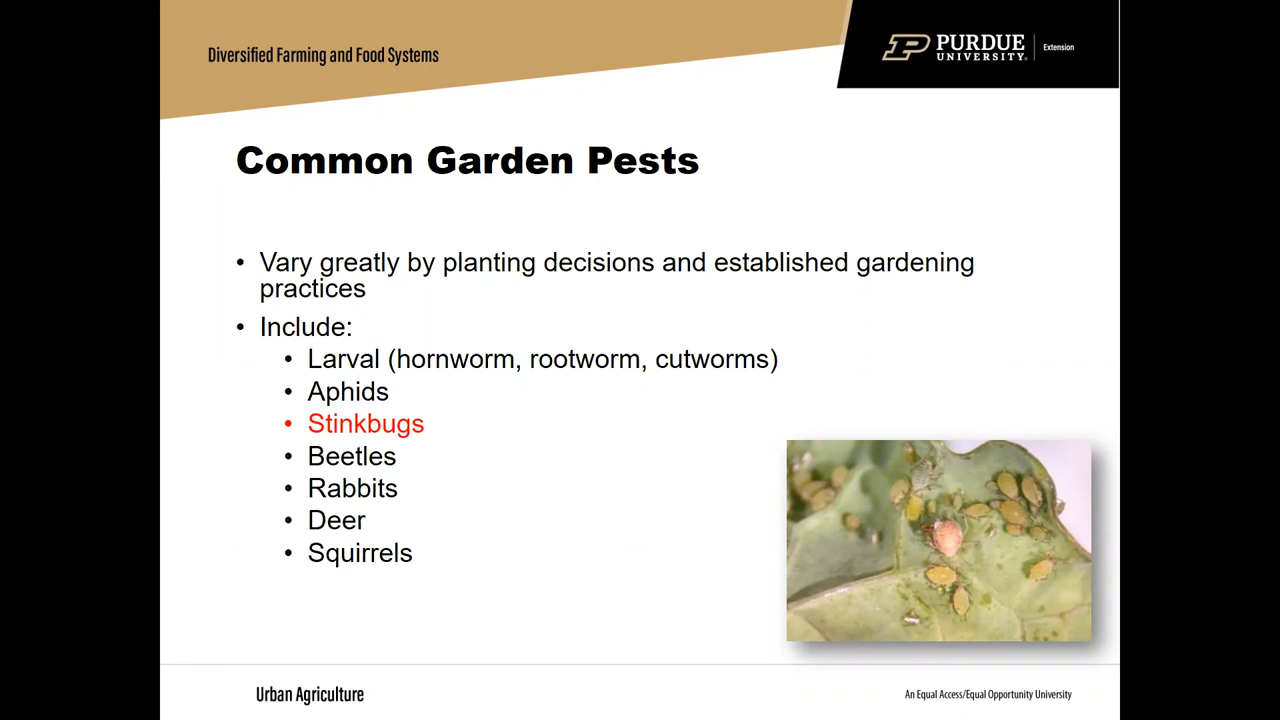 Diversified Farming and Food Systems
PURDUE
UNIVERSITY®
Extension
Common Garden Pests
• Vary greatly by planting decisions and established gardening
practices
• Include:
• Larval (hornworm, rootworm, cutworms)
• Aphids
• Stinkbugs
• Beetles
• Rabbits
• Deer
• Squirrels
Urban Agriculture
An Equal Access/Equal Opportunity University